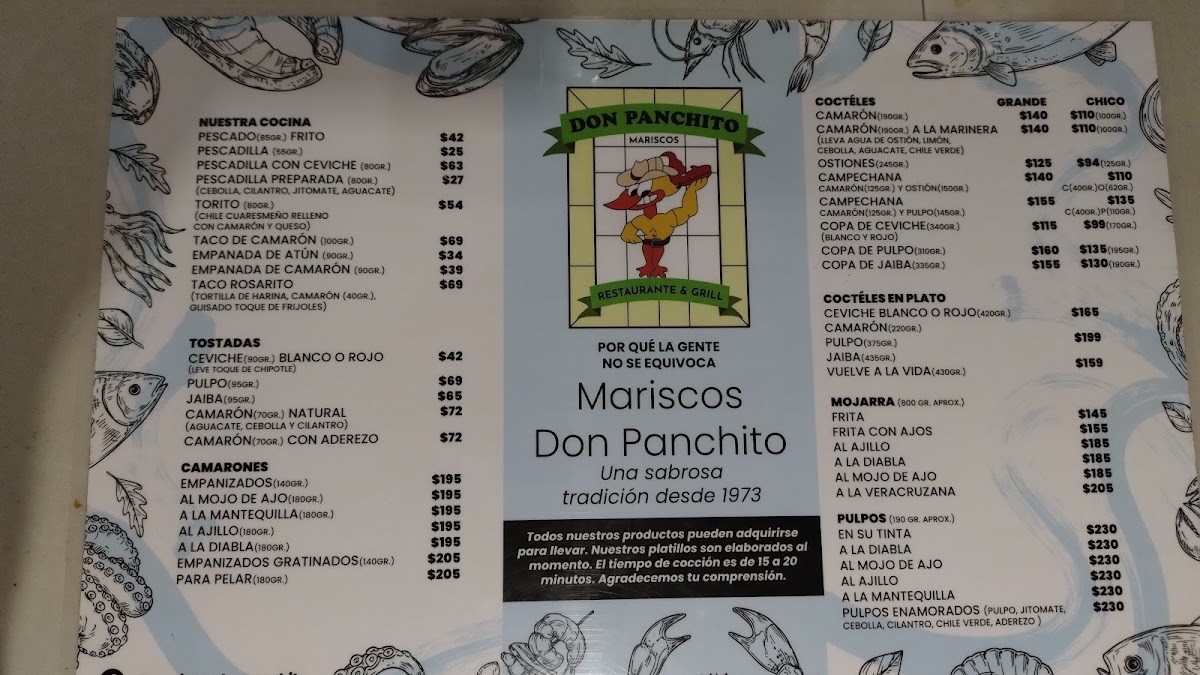 NUESTRA COCINA
PESCADO(85GR.) FRITO $42
PESCADILLA (55GR.) $25
PESCADILLA CON CEVICHE (80GR.) $63
PESCADILLA PREPARADA (80GR.) $27
(CEBOLLA, CILANTRO, JITOMATE, AGUACATE)
TORITO (80GR.) $54
(CHILE CUARESMEÑO RELLENO
CON CAMARÓN Y QUESO)
TACO DE CAMARÓN (100GR.) $69
EMPANADA DE ATÚN (90GR.) $34
EMPANADA DE CAMARÓN (90GR.) $39
TACO ROSARITO $69
(TORTILLA DE HARINA, CAMARÓN (40GR.),
GUISADO TOQUE DE FRIJOLES)
TOSTADAS
CEVICHE(90GR.) BLANCO O ROJO $42
(LEVE TOQUE DE CHIPOTLE)
PULPO(95GR.) $69
JAIBA(95GR.) $65
CAMARÓN(70GR.) NATURAL $72
(AGUACATE, CEBOLLA Y CILANTRO)
CAMARÓN(70GR.) CON ADEREZO $72
CAMARONES
EMPANIZADOS(140GR.) $195
AL MOJO DE AJO(180GR.) $195
A LA MANTEQUILLA(180GR.) $195
AL AJILLO(180GR.) $195
A LA DIABLA(180GR.) $195
EMPANIZADOS GRATINADOS(140GR.) $205
PARA PELAR(180GR.) $205
DON PANCHITO
MARISCOS
RESTAURANTE & GRILL
POR QUÉ LA GENTE
NO SE EQUIVOCA
Mariscos
Don Panchito
Una sabrosa
tradición desde 1973
Todos nuestros productos pueden adquirirse
para llevar. Nuestros platillos son elaborados al
momento. El tiempo de cocción es de 15 a 20
minutos. Agradecemos tu comprensión.
COCTÉLES GRANDE CHICO
CAMARÓN(190GR.) $140 $110(100GR.)
CAMARÓN(190GR.) A LA MARINERA $140 $110(100GR.)
(LLEVA AGUA DE OSTIÓN, LIMÓN,
CEBOLLA, AGUACATE, CHILE VERDE)
OSTIONES(245GR.) $125 $94(125GR.)
CAMPECHANA $140 $110
CAMARÓN(125GR.) Y OSTIÓN(150GR.) C(40GR.)O(62GR.)
CAMPECHANA $155 $135
CAMARÓN(125GR.) Y PULPO(145GR.) C(40GR.)P(110GR.)
COPA DE CEVICHE(340GR.) $115 $99(170GR.)
(BLANCO Y ROJO)
COPA DE PULPO(310GR.) $160 $135(195GR.)
COPA DE JAIBA(335GR.) $155 $130(190GR.)
COCTÉLES EN PLATO
CEVICHE BLANCO O ROJO(420GR.) $165
CAMARÓN(220GR.)
PULPO(375GR.) $199
JAIBA(435GR.)
VUELVE A LA VIDA(430GR.) $159
MOJARRA (800 GR. APROX.)
FRITA $145
FRITA CON AJOS $155
AL AJILLO $185
A LA DIABLA $185
AL MOJO DE AJO $185
A LA VERACRUZANA $205
PULPOS (190 GR. APROX.)
EN SU TINTA $230
A LA DIABLA $230
AL MOJO DE AJO $230
AL AJILLO $230
A LA MANTEQUILLA $230
PULPOS ENAMORADOS (PULPO, JITOMATE, $230
CEBOLLA, CILANTRO, CHILE VERDE, ADEREZO )